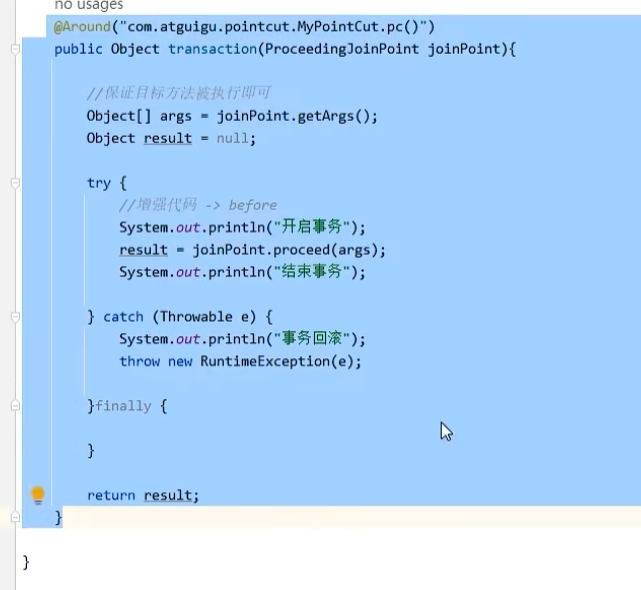 no usages
@Around("com.atguigu.pointcut.MyPointCut.pc()")
public Object transaction(ProceedingJoinPoint joinPoint){
//保证目标方法被执行即可
Object[] args = joinPoint.getArgs();
Object result = null;
try {
//增强代码 -> before
System.out.println("开启事务");
result = joinPoint.proceed(args);
System.out.println("结束事务");
} catch (Throwable e) {
System.out.println("事务回滚");
throw new RuntimeException(e);
}finally {
}
return result;
}
}